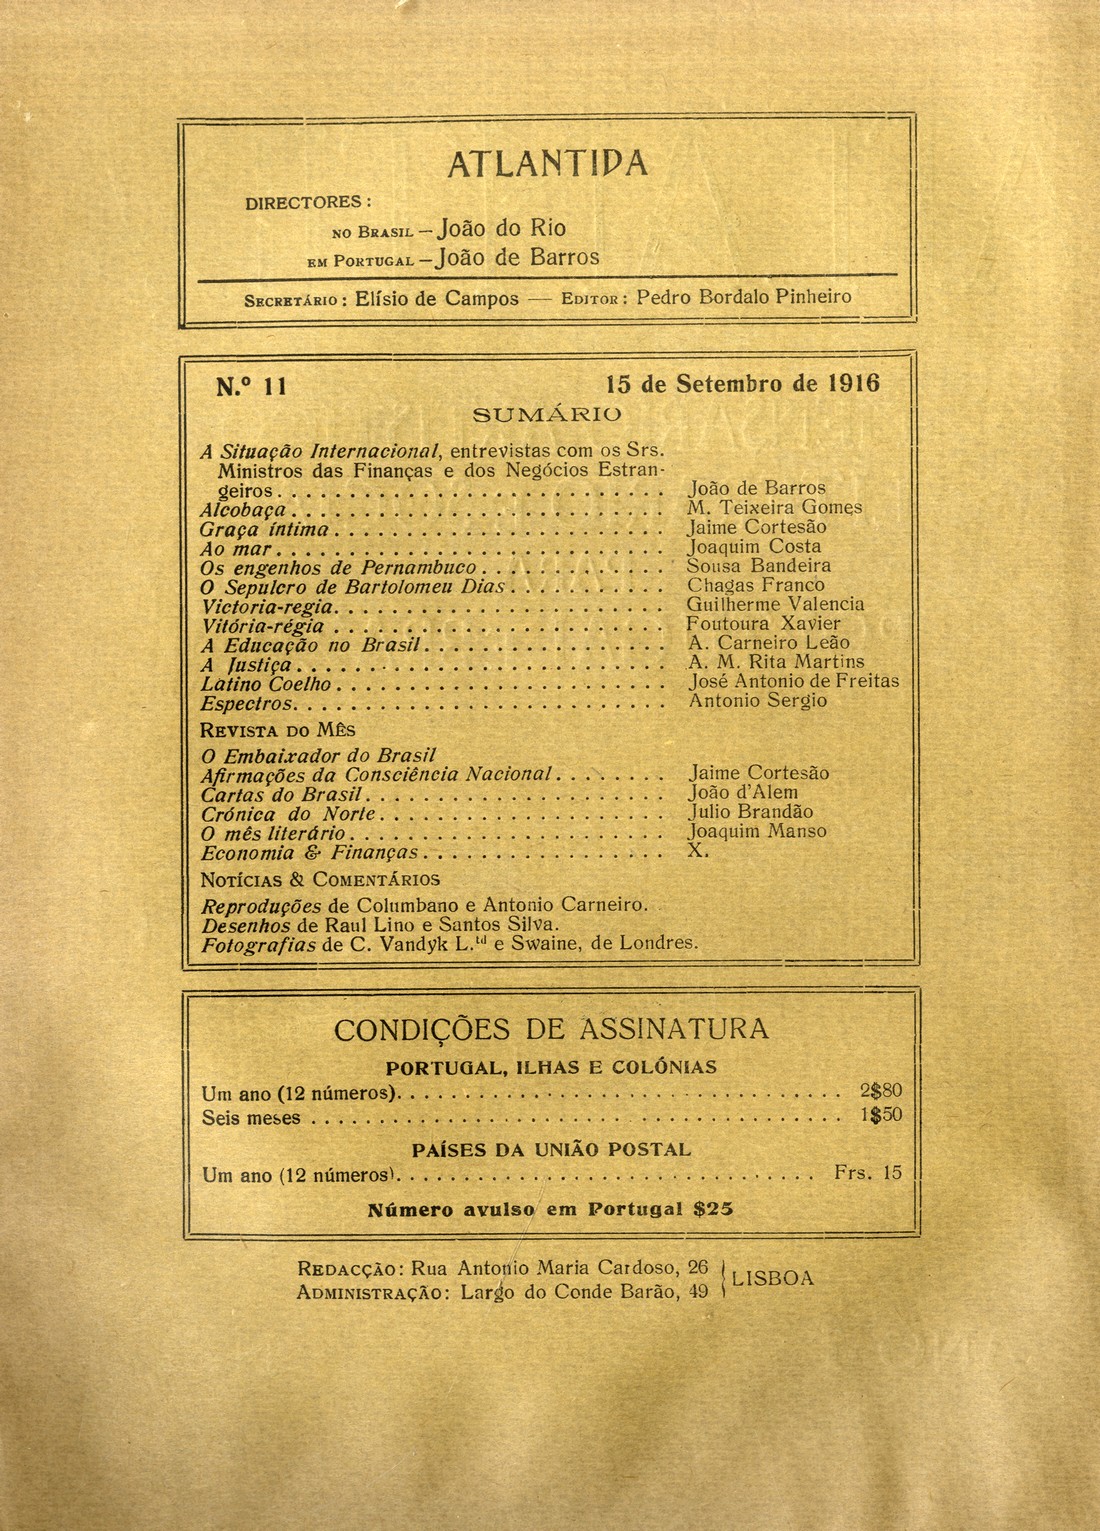 ATLANTIDA
DIRECTORES :
NO BRASIL — João do Rio
EM PORTUGAL — João de Barros
SECRETÁRIO : Elísio de Campos — EDITOR : Pedro Bordalo Pinheiro
N.º 11 15 de Setembro de 1916
SUMÁRIO
A Situação Internacional, entrevistas com os Srs.
Ministros das Finanças e dos Negócios Estran-
geiros . . . . . . . . . . . . . . . . . . . . . . . . . . . João de Barros
Alcobaça . . . . . . . . . . . . . . . . . . . . . . . . . . M. Teixeira Gomes
Graça íntima . . . . . . . . . . . . . . . . . . . . . . . Jaime Cortesão
Ao mar . . . . . . . . . . . . . . . . . . . . . . . . . . . Joaquim Costa
Os engenhos de Pernambuco . . . . . . . . . . . . . Sousa Bandeira
O Sepulcro de Bartolomeu Dias . . . . . . . . . . . Chagas Franco
Victoria-regia . . . . . . . . . . . . . . . . . . . . . . . Guilherme Valencia
Vitória-régia . . . . . . . . . . . . . . . . . . . . . . . Foutoura Xavier
A Educação no Brasil . . . . . . . . . . . . . . . . . A. Carneiro Leão
A Justiça . . . . . . . . . . . . . . . . . . . . . . . . . . A. M. Rita Martins
Latino Coelho . . . . . . . . . . . . . . . . . . . . . . . José Antonio de Freitas
Espectros . . . . . . . . . . . . . . . . . . . . . . . . . . Antonio Sergio
REVISTA DO MÊS
O Embaixador do Brasil
Afirmações da Consciência Nacional . . . . . . . . Jaime Cortesão
Cartas do Brasil . . . . . . . . . . . . . . . . . . . . . João d'Alem
Crónica do Norte . . . . . . . . . . . . . . . . . . . . Julio Brandão
O mês literário . . . . . . . . . . . . . . . . . . . . . . Joaquim Manso
Economia & Finanças . . . . . . . . . . . . . . . . . X.
NOTÍCIAS & COMENTÁRIOS
Reproduções de Columbano e Antonio Carneiro.
Desenhos de Raul Lino e Santos Silva.
Fotografias de C. Vandyk L.td e Swaine, de Londres.
CONDIÇÕES DE ASSINATURA
PORTUGAL, ILHAS E COLÓNIAS
Um ano (12 números) . . . . . . . . . . . . . . . . . . . . . . . . . . 2$80
Seis meses . . . . . . . . . . . . . . . . . . . . . . . . . . . . . . . . 1$50
PAÍSES DA UNIÃO POSTAL
Um ano (12 números) . . . . . . . . . . . . . . . . . . . . . . . . . . Frs. 15
Número avulso em Portugal $25
REDACÇÃO : Rua Antonio Maria Cardoso, 26
ADMINISTRAÇÃO : Largo do Conde Barão, 49
LISBOA